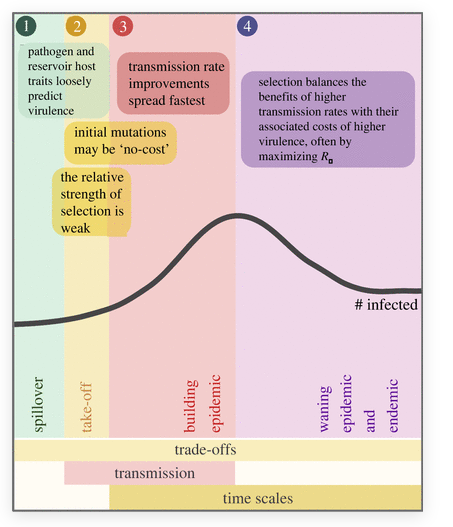 1 2 3 4
pathogen and
reservoir host
traits loosely
predict
virulence
transmission rate
improvements
spread fastest
selection balances the
benefits of higher
transmission rates with their
associated costs of higher
virulence, often by
maximizing R
initial mutations
may be ‘no-cost’
the relative
strength of
selection is
weak
# infected
spillover
take-off
building
epidemic
waning
epidemic
and
endemic
trade-offs
transmission
time scales